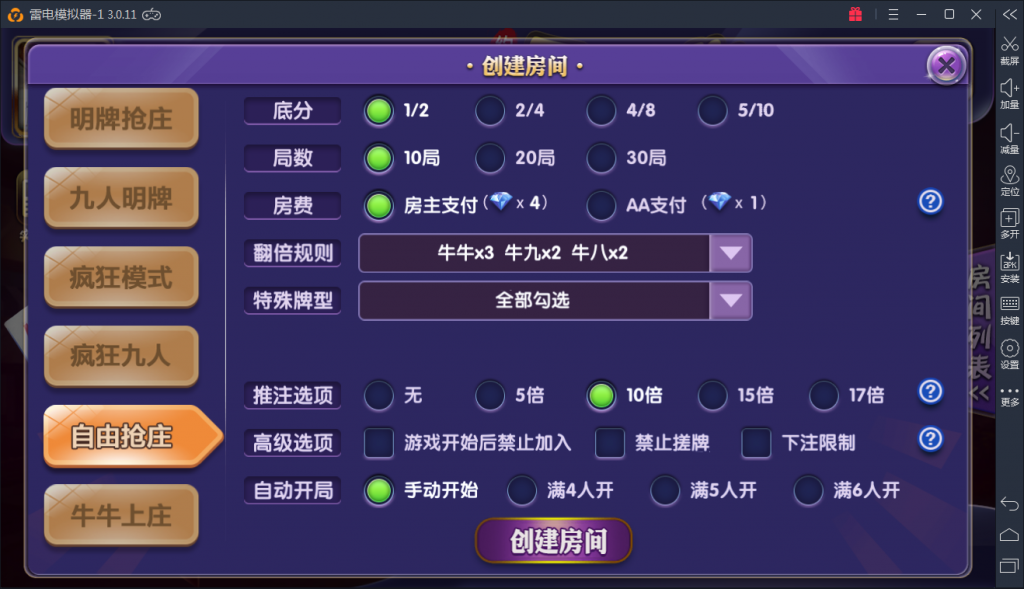 雷电模拟器-1 3.0.11
·创建房间·
明牌抢庄
九人明牌
疯狂模式
疯狂九人
自由抢庄
牛牛上庄
底分 1/2 2/4 4/8 5/10
局数 10局 20局 30局
房费 房主支付(x 4) AA支付 (x 1)
翻倍规则 牛牛x3 牛九x2 牛八x2
特殊牌型 全部勾选
推注选项 无 5倍 10倍 15倍 17倍
高级选项 游戏开始后禁止加入 禁止搓牌 下注限制
自动开局 手动开始 满4人开 满5人开 满6人开
创建房间
房间列表
截屏
加量
减量
定位
多开
APK
安装
按键
设置
更多